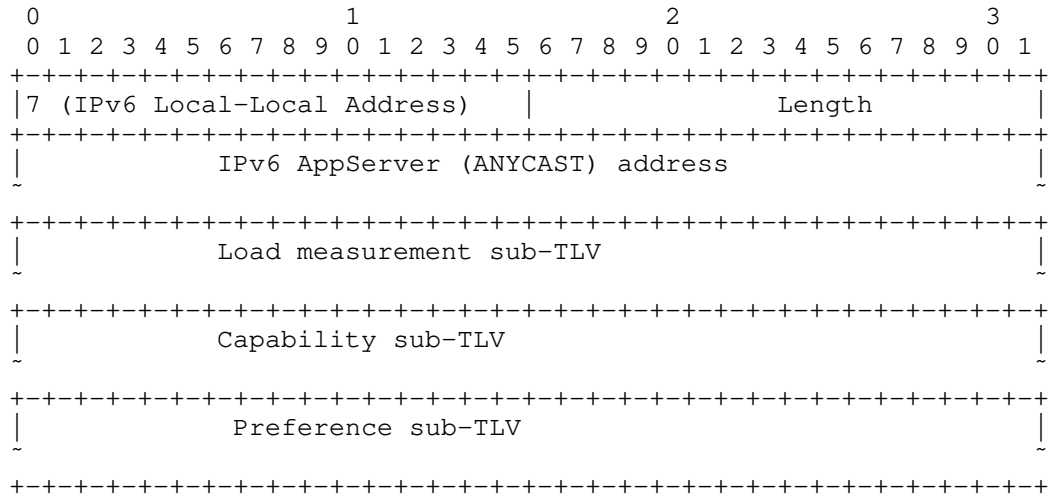 0                   1                   2                   3
 0 1 2 3 4 5 6 7 8 9 0 1 2 3 4 5 6 7 8 9 0 1 2 3 4 5 6 7 8 9 0 1
+-+-+-+-+-+-+-+-+-+-+-+-+-+-+-+-+-+-+-+-+-+-+-+-+-+-+-+-+-+-+-+-+
|7 (IPv6 Local-Local Address)   |               Length          |
+-+-+-+-+-+-+-+-+-+-+-+-+-+-+-+-+-+-+-+-+-+-+-+-+-+-+-+-+-+-+-+-+
|            IPv6 AppServer (ANYCAST) address                   |
~                                                               ~
+-+-+-+-+-+-+-+-+-+-+-+-+-+-+-+-+-+-+-+-+-+-+-+-+-+-+-+-+-+-+-+-+
|            Load measurement sub-TLV                           |
~                                                               ~
+-+-+-+-+-+-+-+-+-+-+-+-+-+-+-+-+-+-+-+-+-+-+-+-+-+-+-+-+-+-+-+-+
|            Capability sub-TLV                                 |
~                                                               ~
+-+-+-+-+-+-+-+-+-+-+-+-+-+-+-+-+-+-+-+-+-+-+-+-+-+-+-+-+-+-+-+-+
|             Preference sub-TLV                                |
~                                                               ~
+-+-+-+-+-+-+-+-+-+-+-+-+-+-+-+-+-+-+-+-+-+-+-+-+-+-+-+-+-+-+-+-+